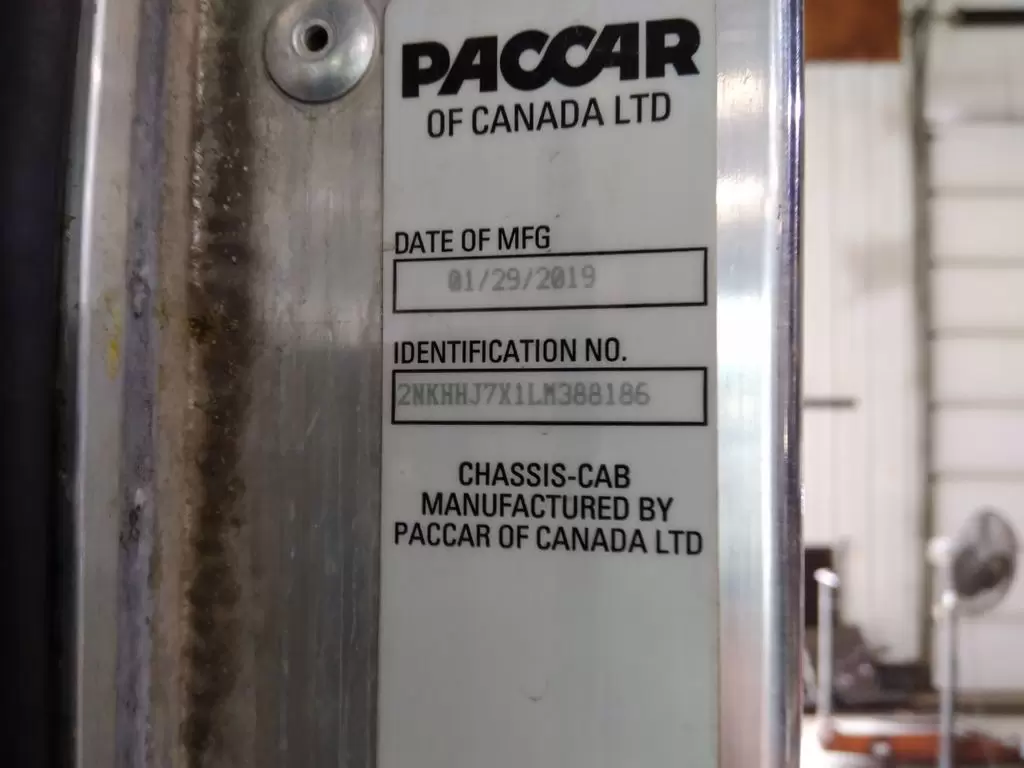 PACCAR
OF CANADA LTD
DATE OF MFG
01/29/2019
IDENTIFICATION NO.
2NKHHJ7X1LM388186
CHASSIS-CAB
MANUFACTURED BY
PACCAR OF CANADA LTD